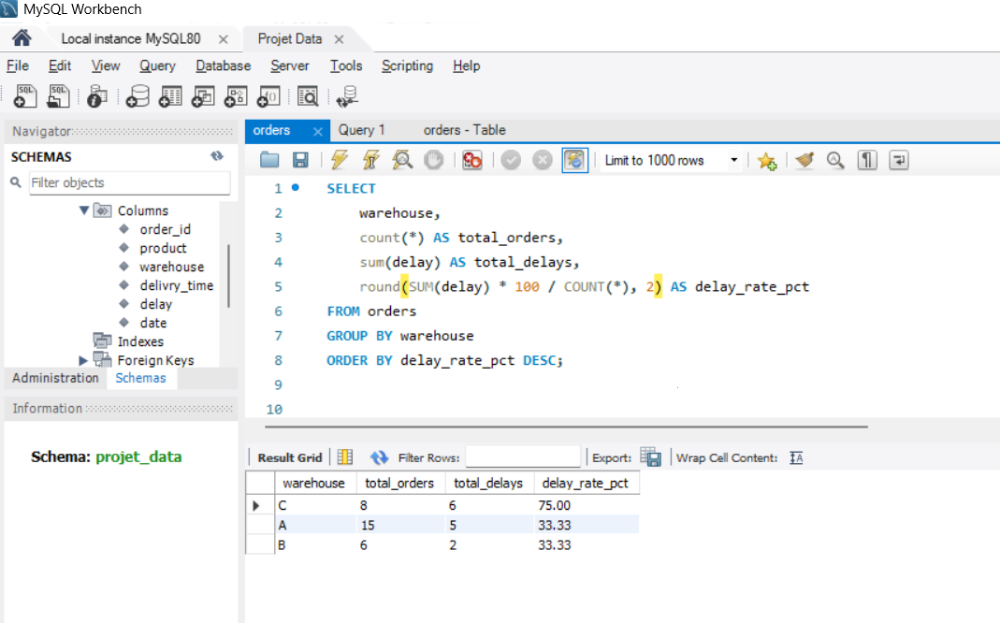 MySQL Workbench
Local instance MySQL80 ×
Projet Data ×
File Edit View Query Database Server Tools Scripting Help
SQL SQL
Navigator
SCHEMAS
Filter objects
Columns
order_id
product
warehouse
delivry_time
delay
date
Indexes
Foreign Keys
Administration Schemas
Information
Schema: projet_data
orders × Query 1 orders - Table
Limit to 1000 rows
1 SELECT
2 warehouse,
3 count(*) AS total_orders,
4 sum(delay) AS total_delays,
5 round(SUM(delay) * 100 / COUNT(*), 2) AS delay_rate_pct
6 FROM orders
7 GROUP BY warehouse
8 ORDER BY delay_rate_pct DESC;
9
10
Result Grid Filter Rows: Export: Wrap Cell Content:
warehouse total_orders total_delays delay_rate_pct
C 8 6 75.00
A 15 5 33.33
B 6 2 33.33